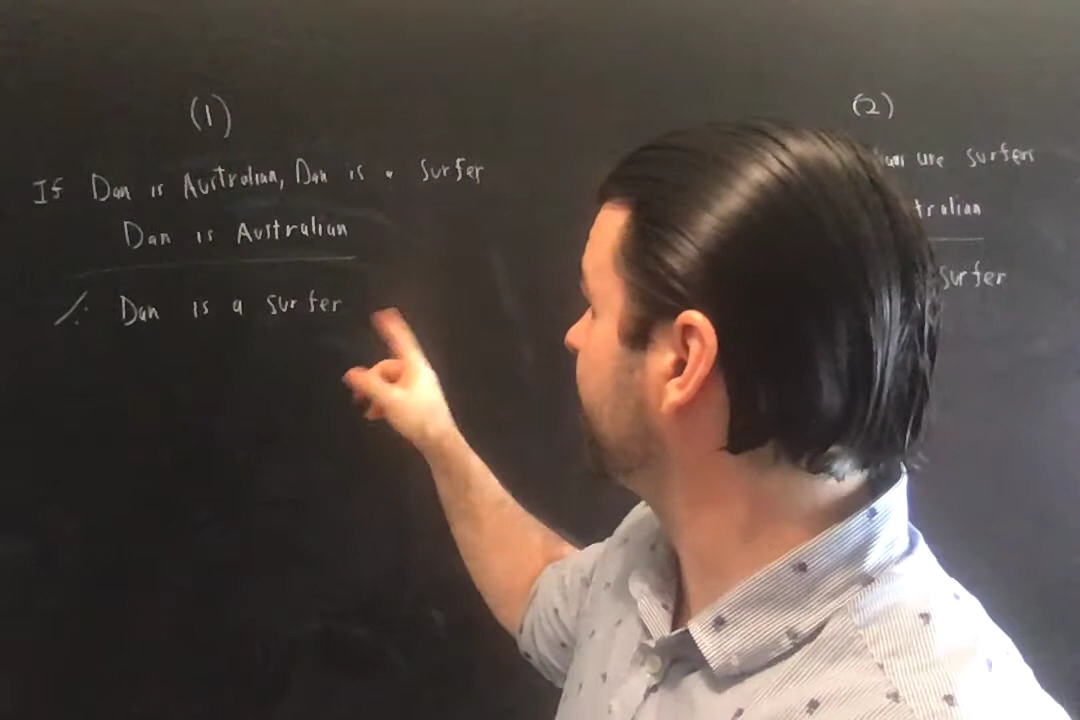 (1)
If Dan is Australian, Dan is a surfer
Dan is Australian
∴ Dan is a surfer
(2)
are surfers
surfer